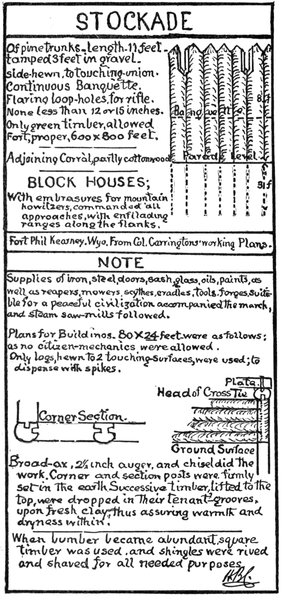 STOCKADE
Of pine trunks-length. 11 feet-
tamped 3 feet in gravel.
side-hewn, to touching-union.
Continuous Banquette.
Flaring loop-holes, for rifle.
None less than 12 or 15 inches.
Only green timber, allowed
Fort, proper, 600 x 800 feet.
Adjoining Corral, partly cottonwood
Banquette
Parade Level
8 ft
3 ft
BLOCK HOUSES;
With embrasures for mountain
howitzers, commanded all
approaches, with enfilading
ranges along the flanks.
Fort Phil Kearney, Wyo. From Col. Carrington's working Plans.
NOTE
Supplies of iron, steel, doors, sash, glass, oils, paints, as
well as reapers, mowers, scythes, cradles, tools, forges, suita-
ble for a peaceful civilization accompanied the march,
and steam saw-mills followed.
Plans for Buildings. 80 X 24 feet, were as follows:
as no citizen-mechanics were allowed.
Only logs, hewn to 2 touching-surfaces, were used; to
dispense with spikes.
Plate
Head of Cross Tie
Corner Section.
Ground Surface
Broad-ax, 2½ inch auger, and chisel did the
work. Corner and section posts were firmly
set in the earth. Successive timber, lifted to the
top, were dropped in their tenant-grooves,
upon fresh clay, thus assuring warmth and
dryness within.
When lumber became abundant, square
timber was used, and shingles were rived
and shaved for all needed purposes